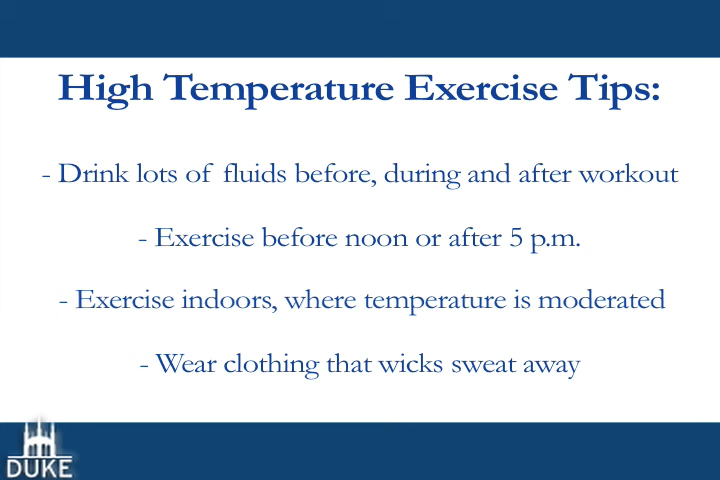 High Temperature Exercise Tips:
- Drink lots of fluids before, during and after workout
- Exercise before noon or after 5 p.m.
- Exercise indoors, where temperature is moderated
- Wear clothing that wicks sweat away
DUKE